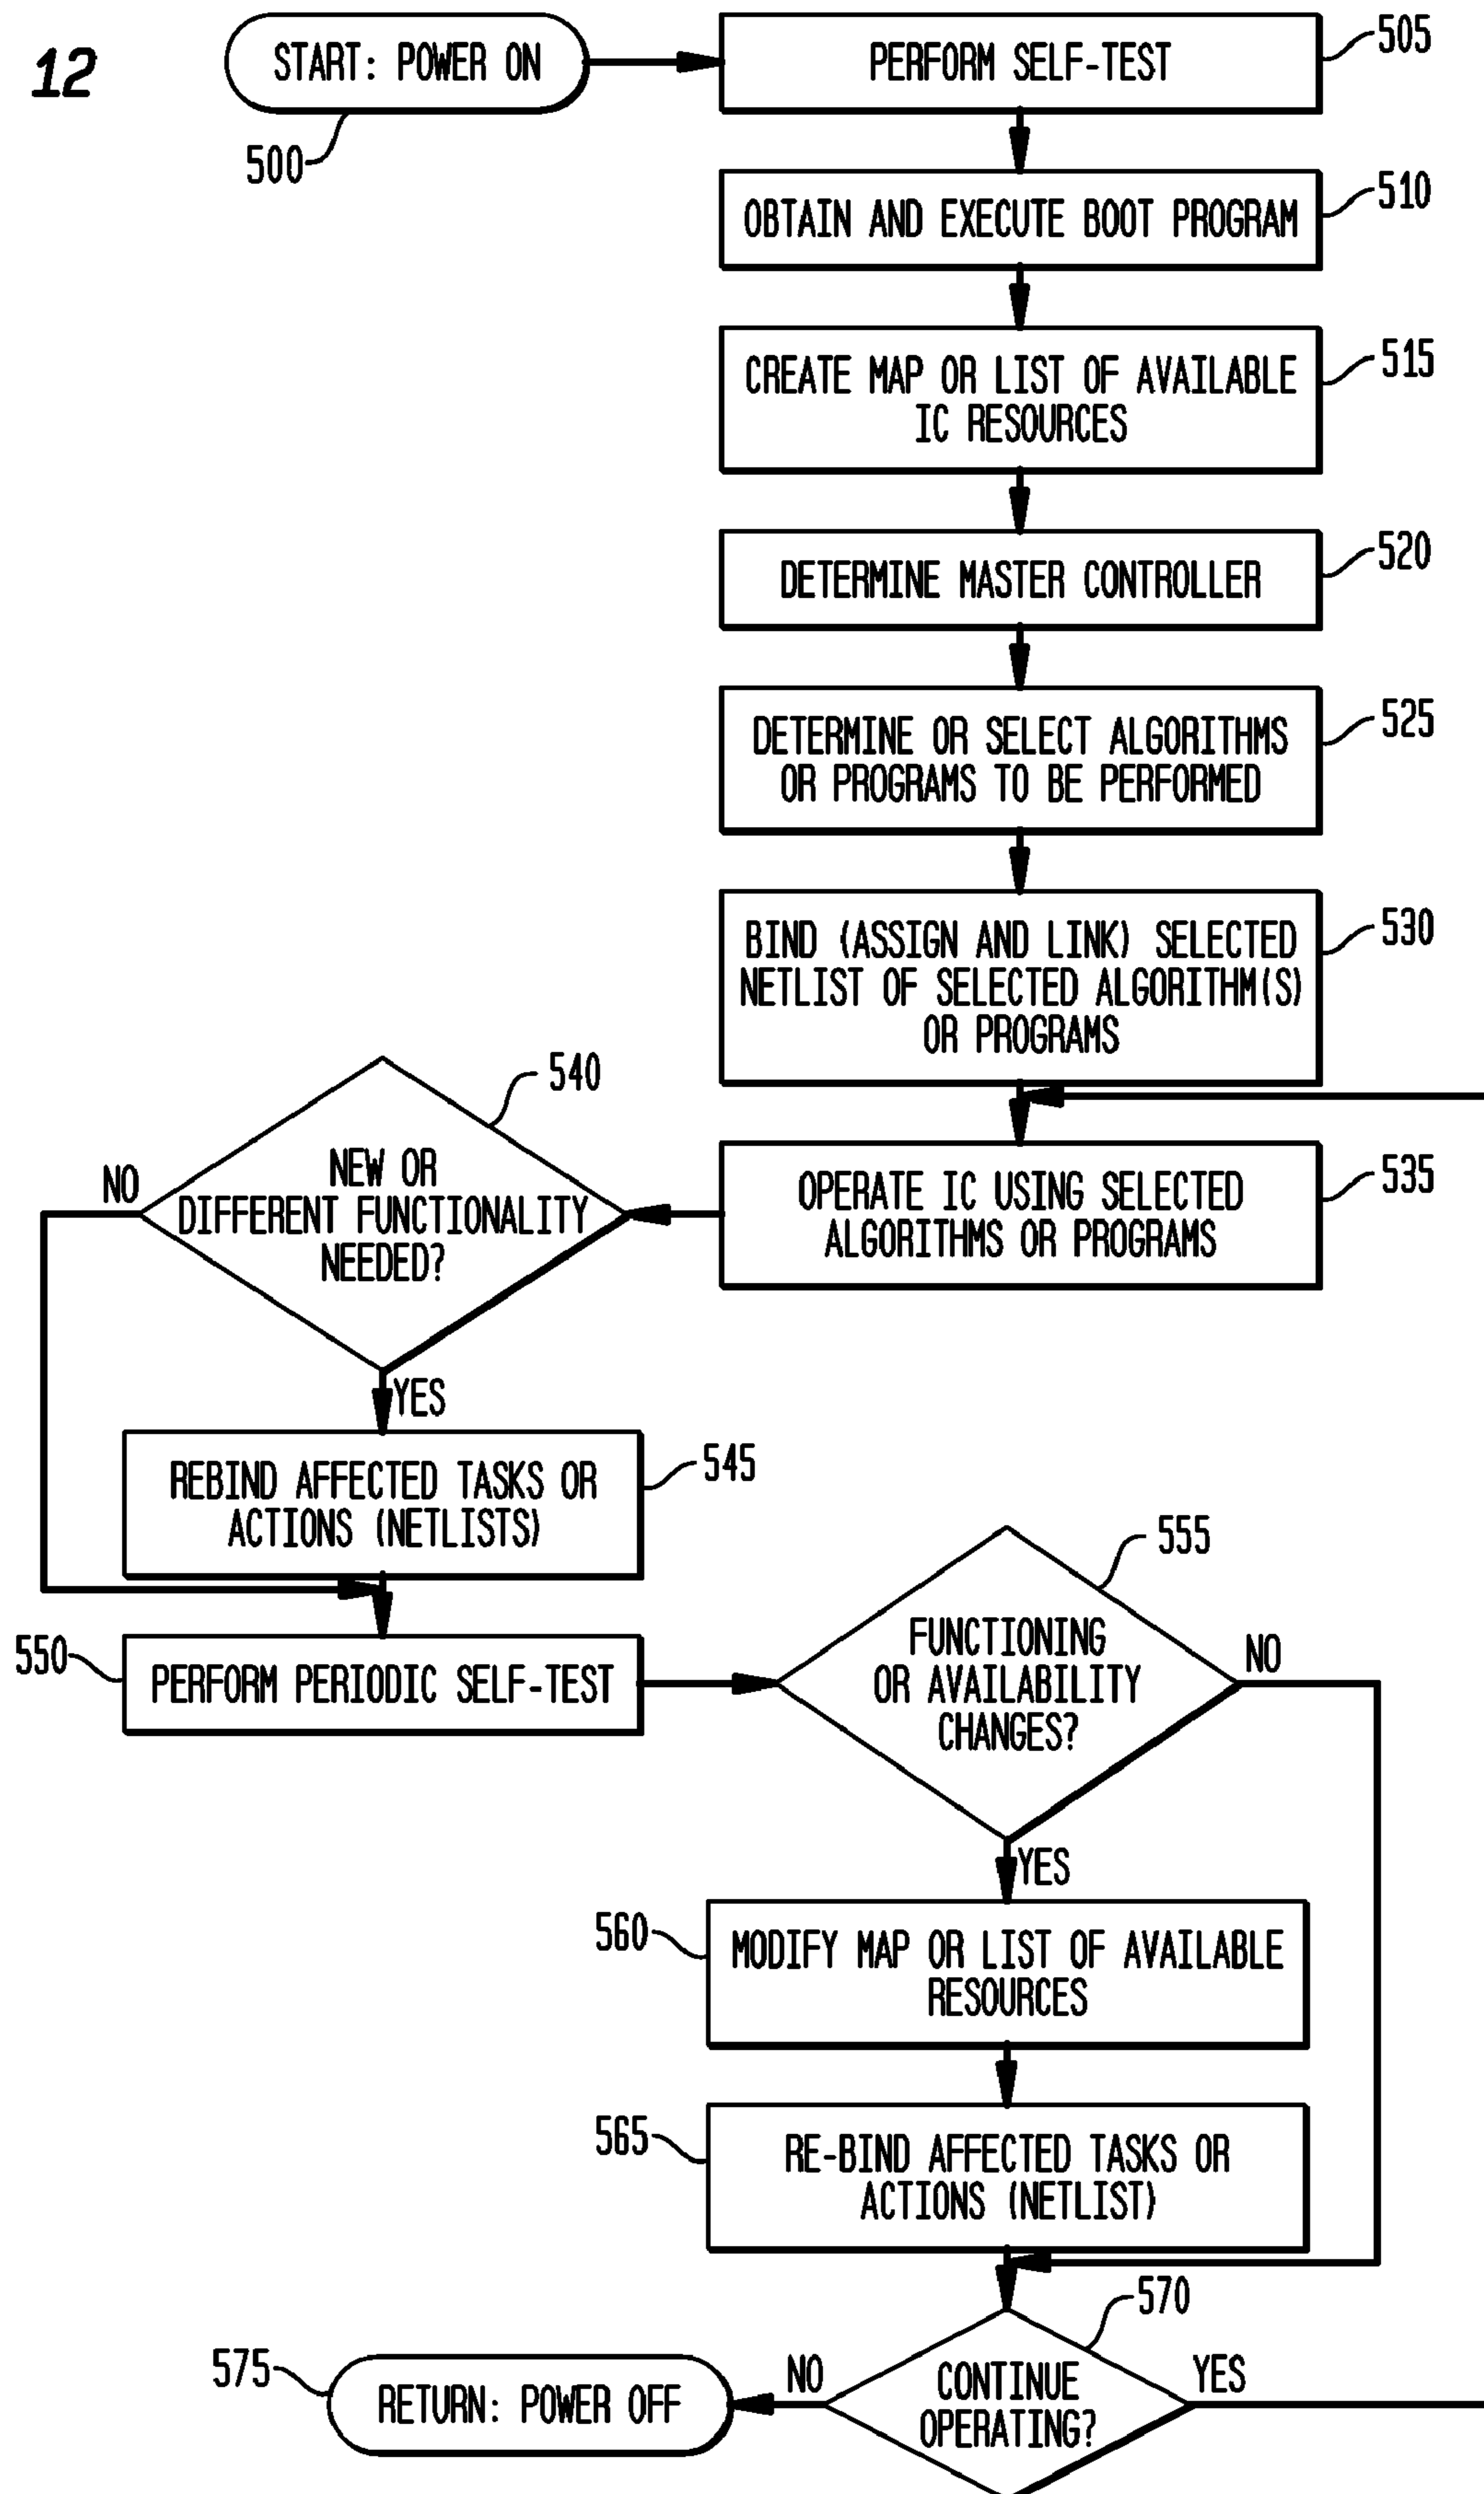 12
START: POWER ON
500
PERFORM SELF-TEST
505
OBTAIN AND EXECUTE BOOT PROGRAM
510
CREATE MAP OR LIST OF AVAILABLE
IC RESOURCES
515
DETERMINE MASTER CONTROLLER
520
DETERMINE OR SELECT ALGORITHMS
OR PROGRAMS TO BE PERFORMED
525
BIND (ASSIGN AND LINK) SELECTED
NETLIST OF SELECTED ALGORITHM(S)
OR PROGRAMS
530
OPERATE IC USING SELECTED
ALGORITHMS OR PROGRAMS
535
540
NEW OR
DIFFERENT FUNCTIONALITY
NEEDED?
NO
YES
REBIND AFFECTED TASKS OR
ACTIONS (NETLISTS)
545
550
PERFORM PERIODIC SELF-TEST
555
FUNCTIONING
OR AVAILABILITY
CHANGES?
NO
YES
560
MODIFY MAP OR LIST OF AVAILABLE
RESOURCES
565
RE-BIND AFFECTED TASKS OR
ACTIONS (NETLIST)
570
CONTINUE
OPERATING?
YES
NO
575
RETURN: POWER OFF